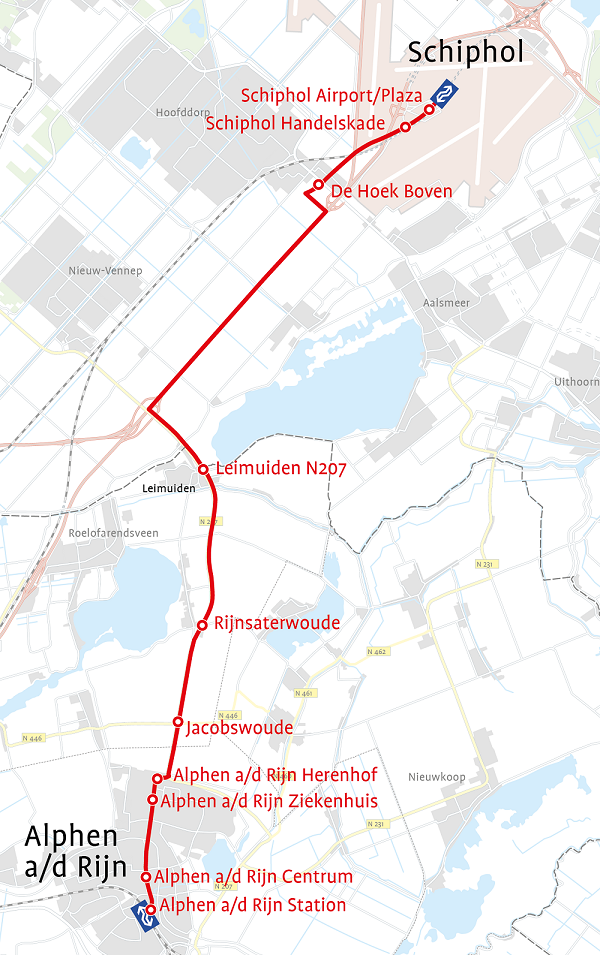 Schiphol
Schiphol Airport/Plaza
Hoofddorp
Schiphol Handelskade
De Hoek Boven
Nieuw-Vennep
Aalsmeer
Uithoorn
Leimuiden N207
Leimuiden
N 207
Roelofarendsveen
N 231
Rijnsaterwoude
N 462
N 461
N 446
Jacobswoude
N 446
Alphen a/d Rijn Herenhof
Nieuwkoop
Alphen a/d Rijn Ziekenhuis
N 231
Alphen
a/d Rijn
Alphen a/d Rijn Centrum
N 207
Alphen a/d Rijn Station